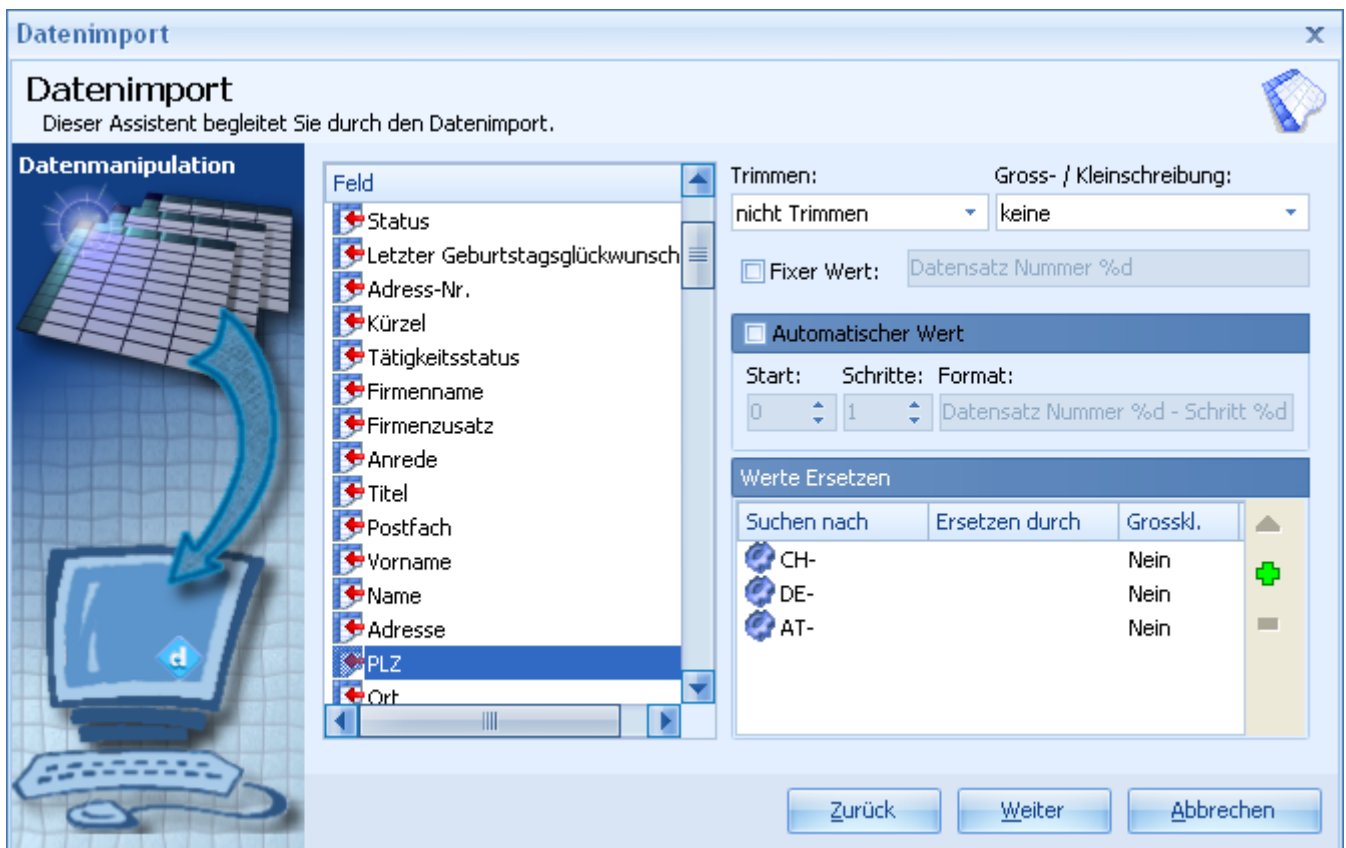 Datenimport
Datenimport
Dieser Assistent begleitet Sie durch den Datenimport.
Datenmanipulation
d
Feld
Status
Letzter Geburtstagsglückwunsch
Adress-Nr.
Kürzel
Tätigkeitsstatus
Firmenname
Firmenzusatz
Anrede
Titel
Postfach
Vorname
Name
Adresse
PLZ
Ort
Trimmen: Gross- / Kleinschreibung:
nicht Trimmen keine
Fixer Wert: Datensatz Nummer %d
Automatischer Wert
Start: Schritte: Format:
0 1 Datensatz Nummer %d - Schritt %d
Werte Ersetzen
Suchen nach Ersetzen durch Grosskl.
CH- Nein
DE- Nein
AT- Nein
Zurück Weiter Abbrechen